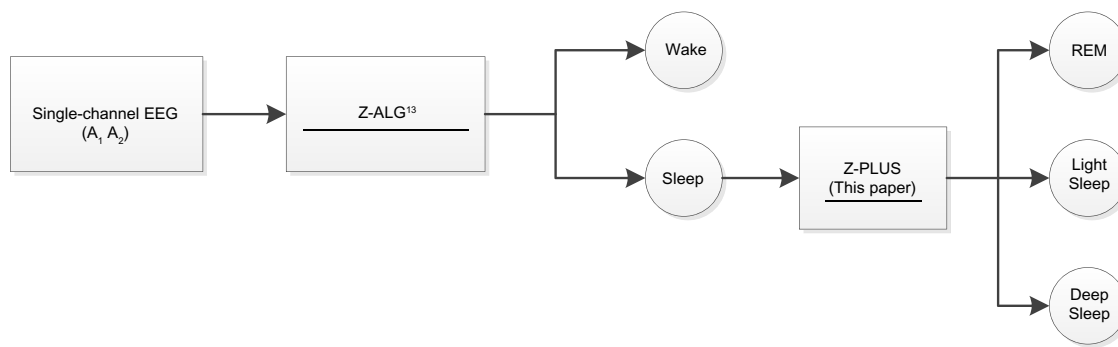 Single-channel EEG
(A₁ A₂)
Z-ALG¹³
Wake
Sleep
Z-PLUS
(This paper)
REM
Light
Sleep
Deep
Sleep